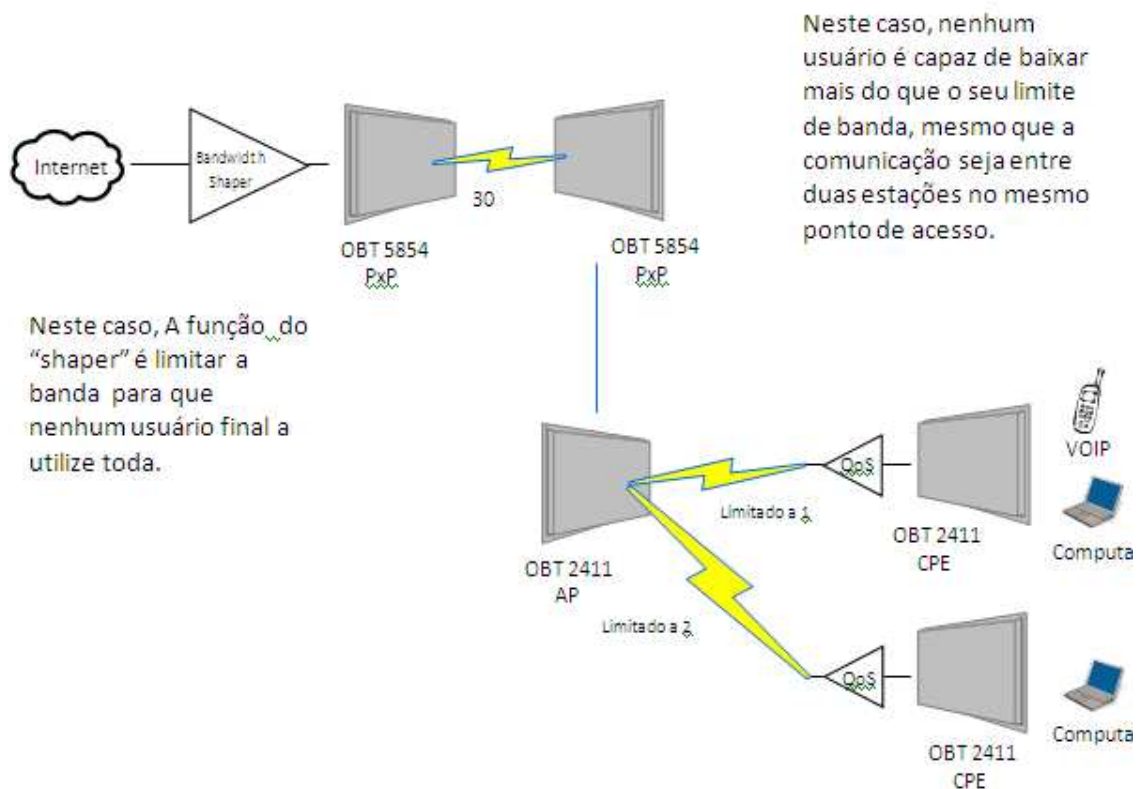 Neste caso, nenhum
usuário é capaz de baixar
mais do que o seu limite
de banda, mesmo que a
comunicação seja entre
duas estações no mesmo
ponto de acesso.
Internet
Bandwidth
Shaper
30
OBT 5854
PxP
OBT 5854
PxP
Neste caso, A função do
“shaper” é limitar a
banda para que
nenhum usuário final a
utilize toda.
VOIP
QoS
Limitado a 1
OBT 2411
CPE
Computa
OBT 2411
AP
Limitado a 2
QoS
Computa
OBT 2411
CPE